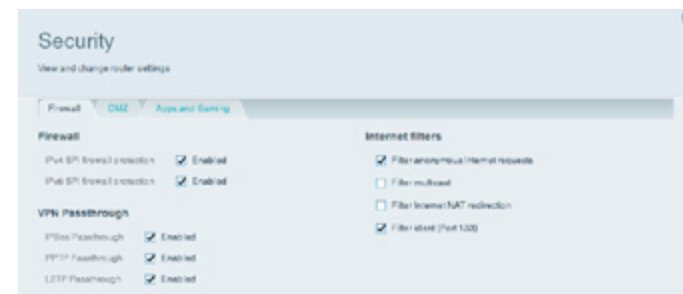 Security
View and change router settings
Firewall DMZ Apps and Gaming
Firewall
IPv4 SPI firewall protection Enabled
IPv6 SPI firewall protection Enabled
VPN Passthrough
IPSec Passthrough Enabled
PPTP Passthrough Enabled
L2TP Passthrough Enabled
Internet filters
Filter anonymous Internet requests
Filter multicast
Filter Internet NAT redirection
Filter ident (Port 133)